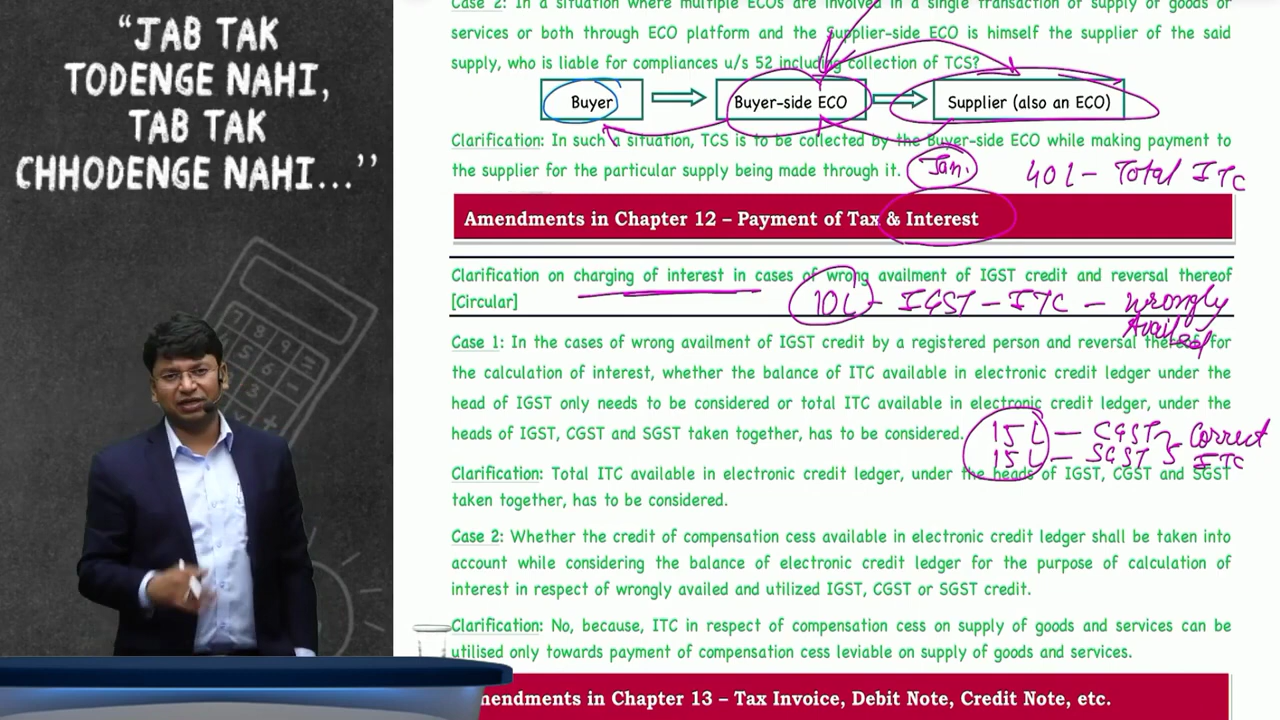 “JAB TAK
TODENGE NAHI,
TAB TAK
CHHODENGE NAHI...’’
Case 2: In a situation where multiple ECOs are involved in a single transaction of supply of goods or
services or both through ECO platform and the Supplier-side ECO is himself the supplier of the said
supply, who is liable for compliances u/s 52 including collection of TCS?
Buyer
Buyer-side ECO
Supplier (also an ECO)
Clarification: In such a situation, TCS is to be collected by the Buyer-side ECO while making payment to
the supplier for the particular supply being made through it.
Jan.
40L - Total ITC
Amendments in Chapter 12 – Payment of Tax & Interest
Clarification on charging of interest in cases of wrong availment of IGST credit and reversal thereof
[Circular]
10L - IGST - ITC - Wrongly
Availed
Case 1: In the cases of wrong availment of IGST credit by a registered person and reversal thereof for
the calculation of interest, whether the balance of ITC available in electronic credit ledger under the
head of IGST only needs to be considered or total ITC available in electronic credit ledger, under the
heads of IGST, CGST and SGST taken together, has to be considered.
15L - CGST
15L - SGST
Correct
ITC
Clarification: Total ITC available in electronic credit ledger, under the heads of IGST, CGST and SGST
taken together, has to be considered.
Case 2: Whether the credit of compensation cess available in electronic credit ledger shall be taken into
account while considering the balance of electronic credit ledger for the purpose of calculation of
interest in respect of wrongly availed and utilized IGST, CGST or SGST credit.
Clarification: No, because, ITC in respect of compensation cess on supply of goods and services can be
utilised only towards payment of compensation cess leviable on supply of goods and services.
mendments in Chapter 13 – Tax Invoice, Debit Note, Credit Note, etc.